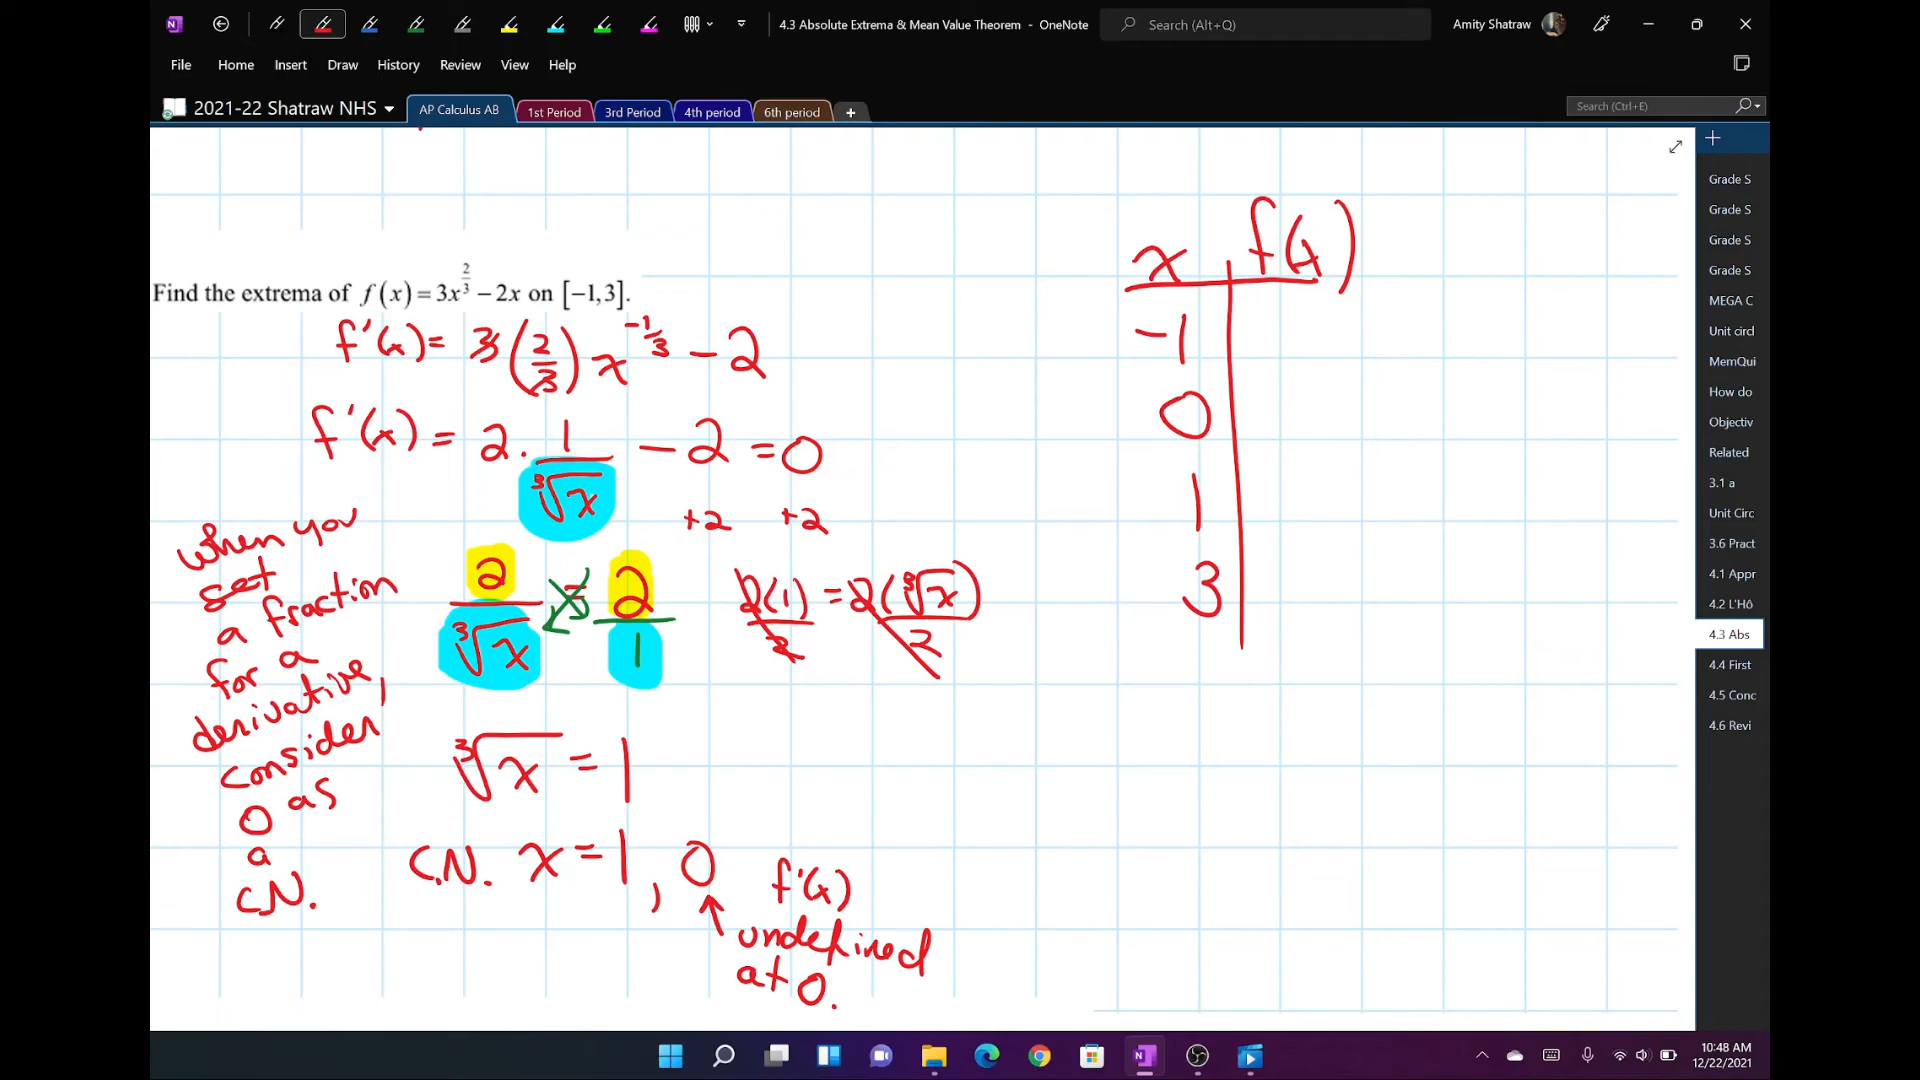 4.3 Absolute Extrema & Mean Value Theorem - OneNote
Search (Alt+Q)
Amity Shatraw
File Home Insert Draw History Review View Help
2021-22 Shatraw NHS
AP Calculus AB
1st Period
3rd Period
4th period
6th period
Search (Ctrl+E)
Find the extrema of f(x) = 3x^(2/3) − 2x on [−1,3].
f'(x) = 3(2/3) x^(-1/3) − 2
f'(x) = 2 · 1/∛x − 2 = 0
+2 +2
2/∛x = 2/1
2(1)/2 = 2(∛x)/2
∛x = 1
C.N. x = 1, 0
f'(x)
undefined
at 0.
when you
set
a fraction
for a
derivative,
consider
0 as
a
C.N.
x f(x)
-1
0
1
3
Grade S
Grade S
Grade S
Grade S
MEGA C
Unit circl
MemQui
How do
Objectiv
Related
3.1 a
Unit Circ
3.6 Pract
4.1 Appr
4.2 L'Hô
4.3 Abs
4.4 First
4.5 Conc
4.6 Revi
10:48 AM
12/22/2021